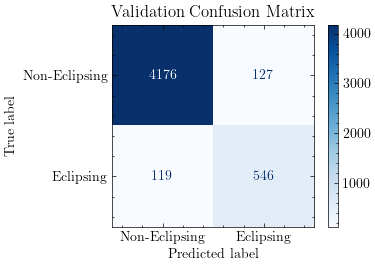 Validation Confusion Matrix
Non-Eclipsing
4176
127
Eclipsing
119
546
Non-Eclipsing
Eclipsing
Predicted label
True label
4000
3000
2000
1000